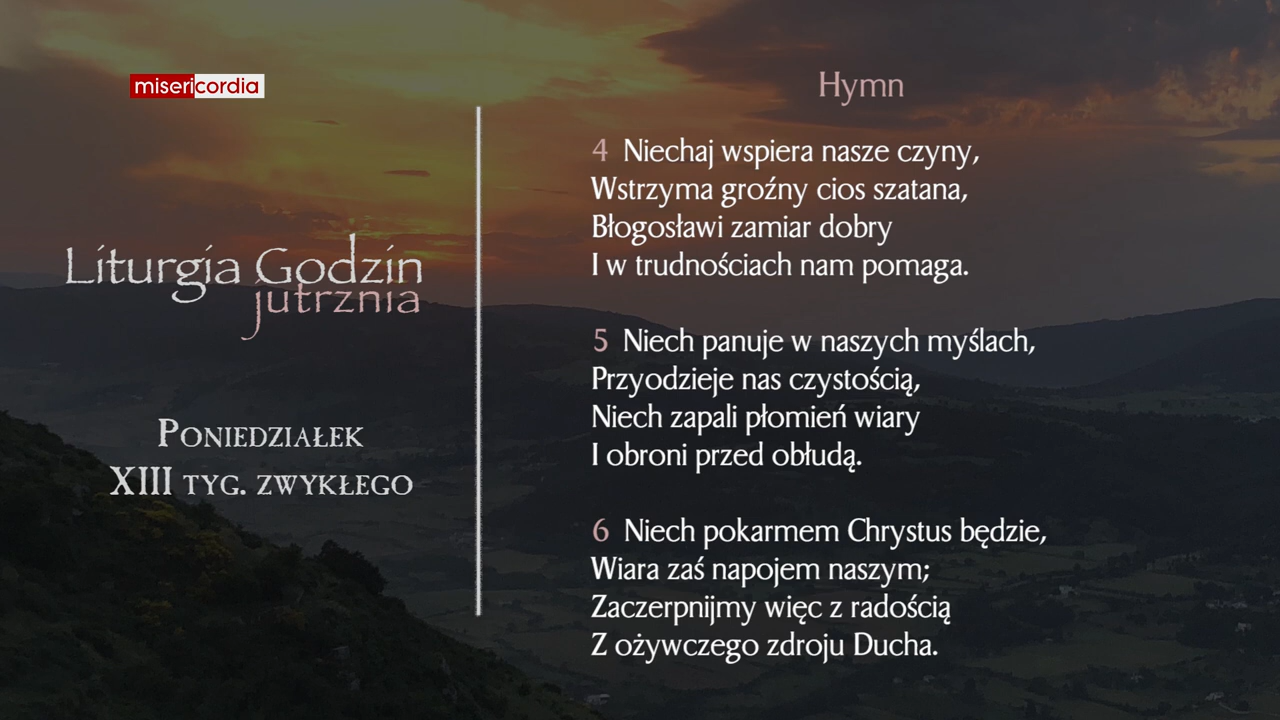 misericordia
Liturgia Godzin
jutrznia
Poniedziałek
XIII tyg. zwykłego
Hymn
4 Niechaj wspiera nasze czyny,
Wstrzyma groźny cios szatana,
Błogosławi zamiar dobry
I w trudnościach nam pomaga.
5 Niech panuje w naszych myślach,
Przyodzieje nas czystością,
Niech zapali płomień wiary
I obroni przed obłudą.
6 Niech pokarmem Chrystus będzie,
Wiara zaś napojem naszym;
Zaczerpnijmy więc z radością
Z ożywczego zdroju Ducha.